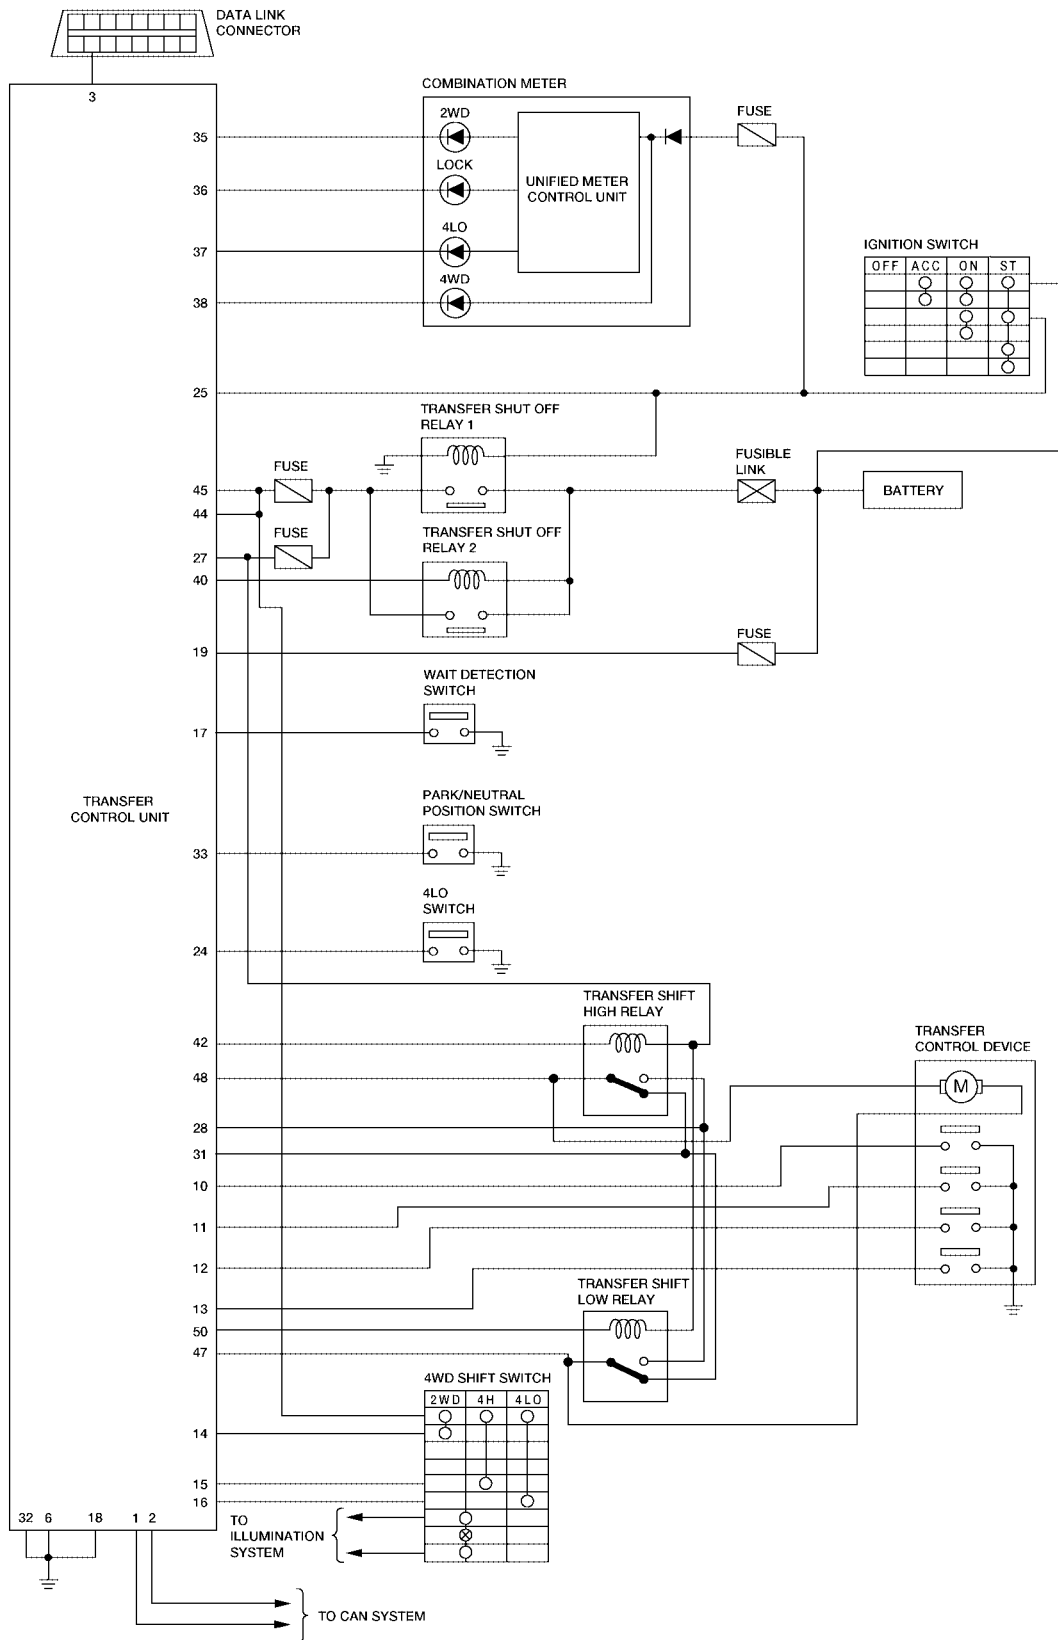 DATA LINK
CONNECTOR
3
COMBINATION METER
35
2WD
FUSE
36
LOCK
UNIFIED METER
CONTROL UNIT
37
4LO
38
4WD
IGNITION SWITCH
OFF ACC ON ST
25
TRANSFER SHUT OFF
RELAY 1
45
FUSE
FUSIBLE
LINK
BATTERY
44
27
FUSE
40
TRANSFER SHUT OFF
RELAY 2
19
FUSE
17
WAIT DETECTION
SWITCH
TRANSFER
CONTROL UNIT
33
PARK/NEUTRAL
POSITION SWITCH
24
4LO
SWITCH
42
TRANSFER SHIFT
HIGH RELAY
48
TRANSFER
CONTROL DEVICE
M
28
31
10
11
12
13
50
47
TRANSFER SHIFT
LOW RELAY
4WD SHIFT SWITCH
2WD 4H 4LO
14
15
16
TO
ILLUMINATION
SYSTEM
32 6 18 1 2
TO CAN SYSTEM